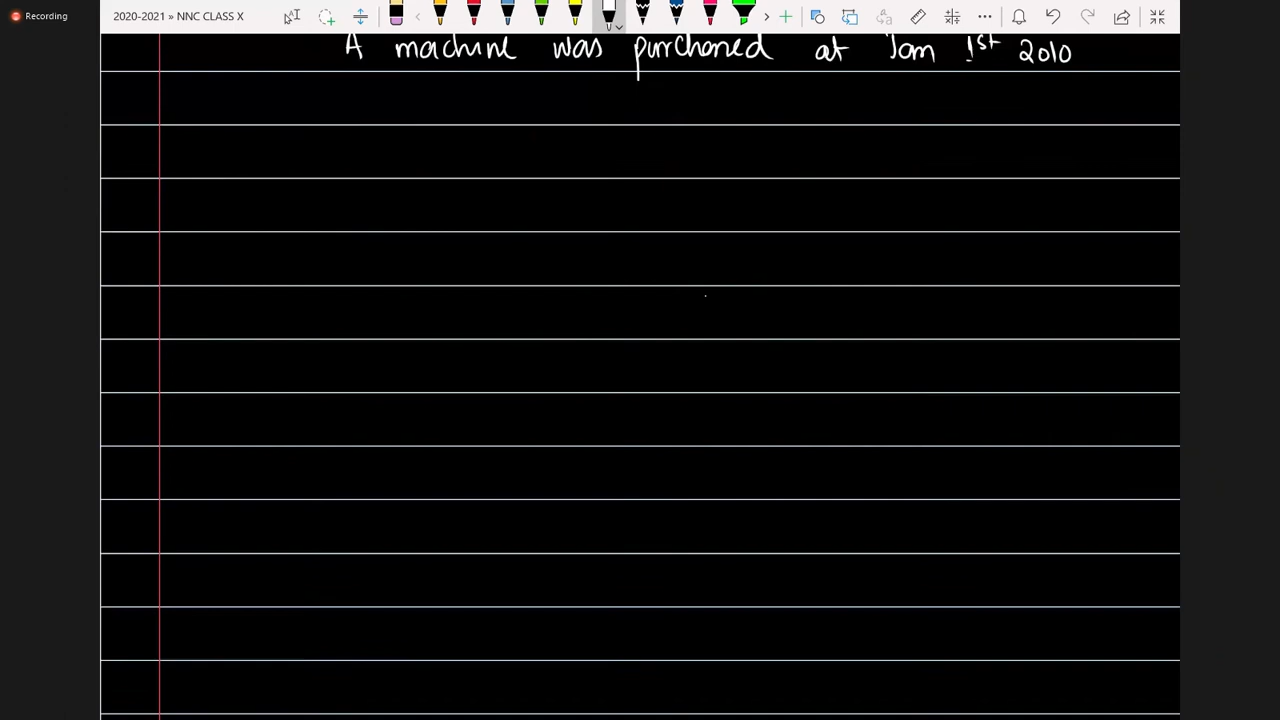 Recording
2020-2021 » NNC CLASS X
A machine was purchased at Jan 1st 2010